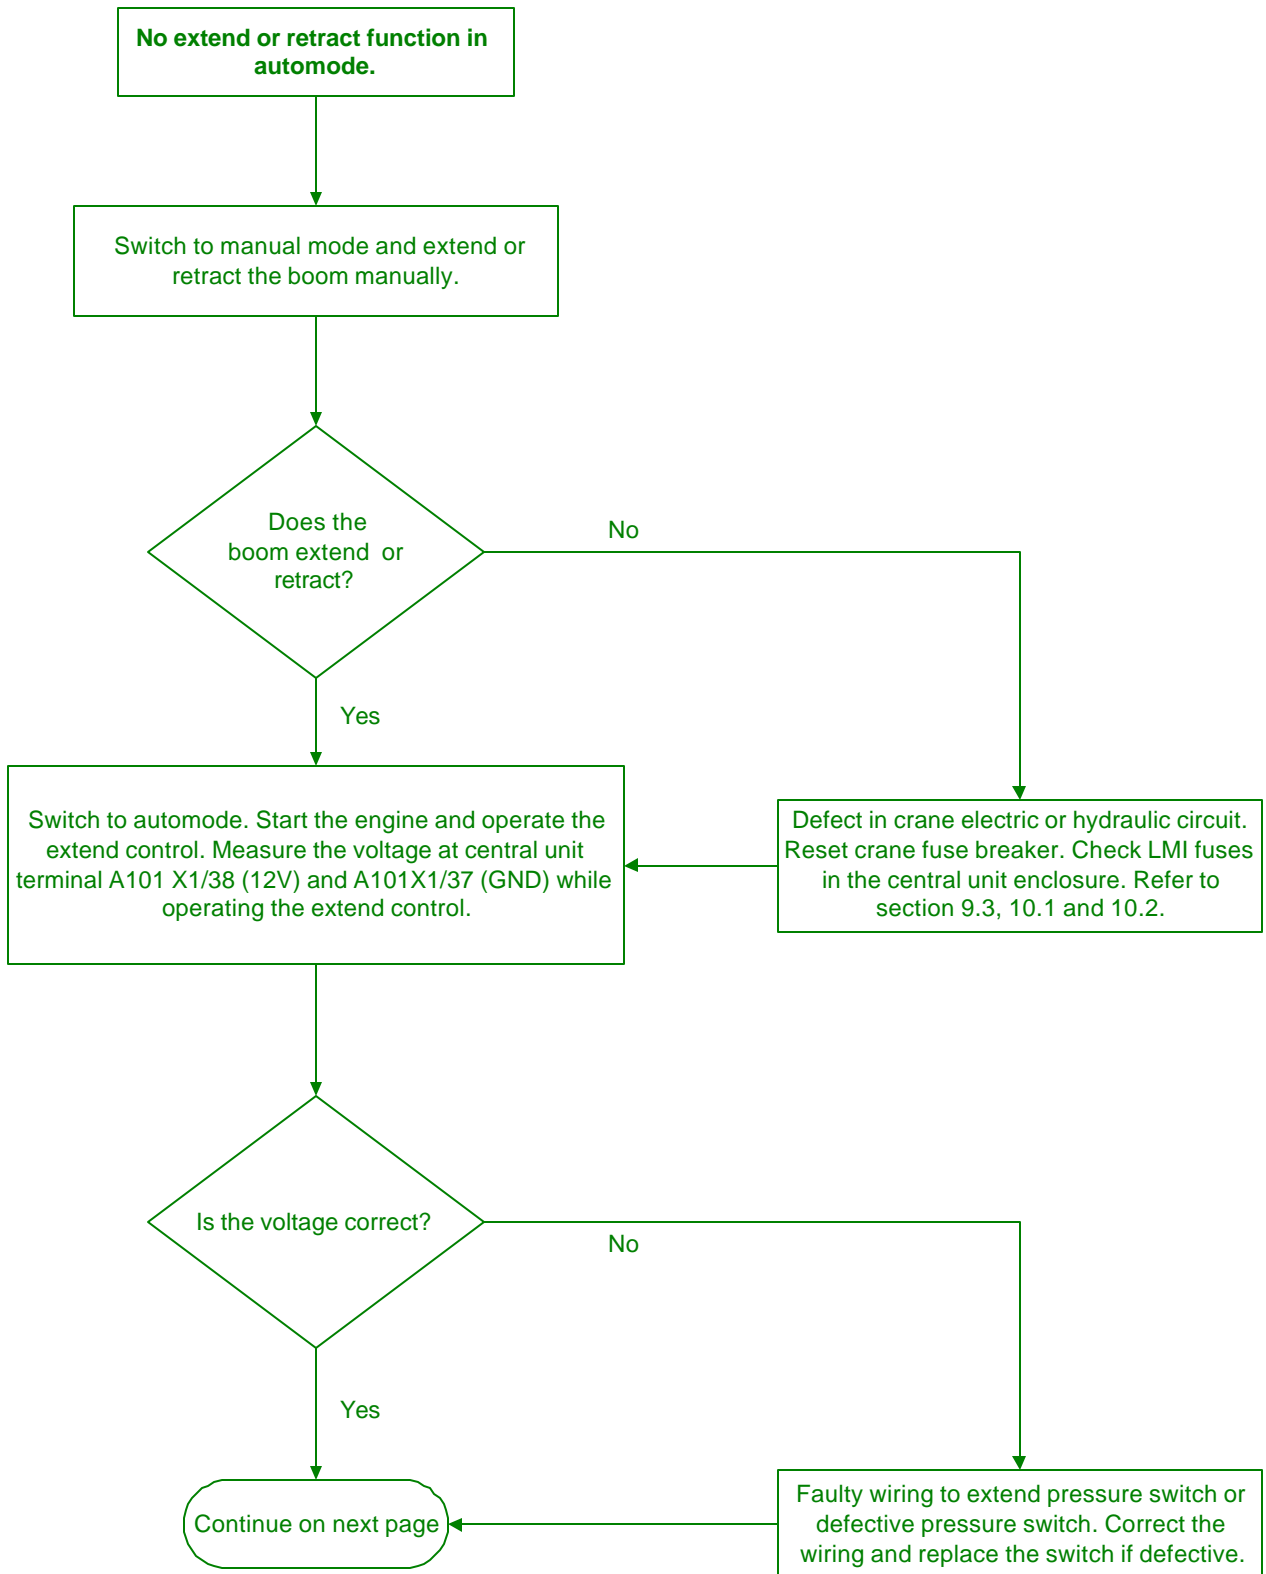 No extend or retract function in
automode.
Switch to manual mode and extend or
retract the boom manually.
Does the
boom extend or
retract?
No
Yes
Switch to automode. Start the engine and operate the
extend control. Measure the voltage at central unit
terminal A101 X1/38 (12V) and A101X1/37 (GND) while
operating the extend control.
Defect in crane electric or hydraulic circuit.
Reset crane fuse breaker. Check LMI fuses
in the central unit enclosure. Refer to
section 9.3, 10.1 and 10.2.
Is the voltage correct?
No
Yes
Continue on next page
Faulty wiring to extend pressure switch or
defective pressure switch. Correct the
wiring and replace the switch if defective.